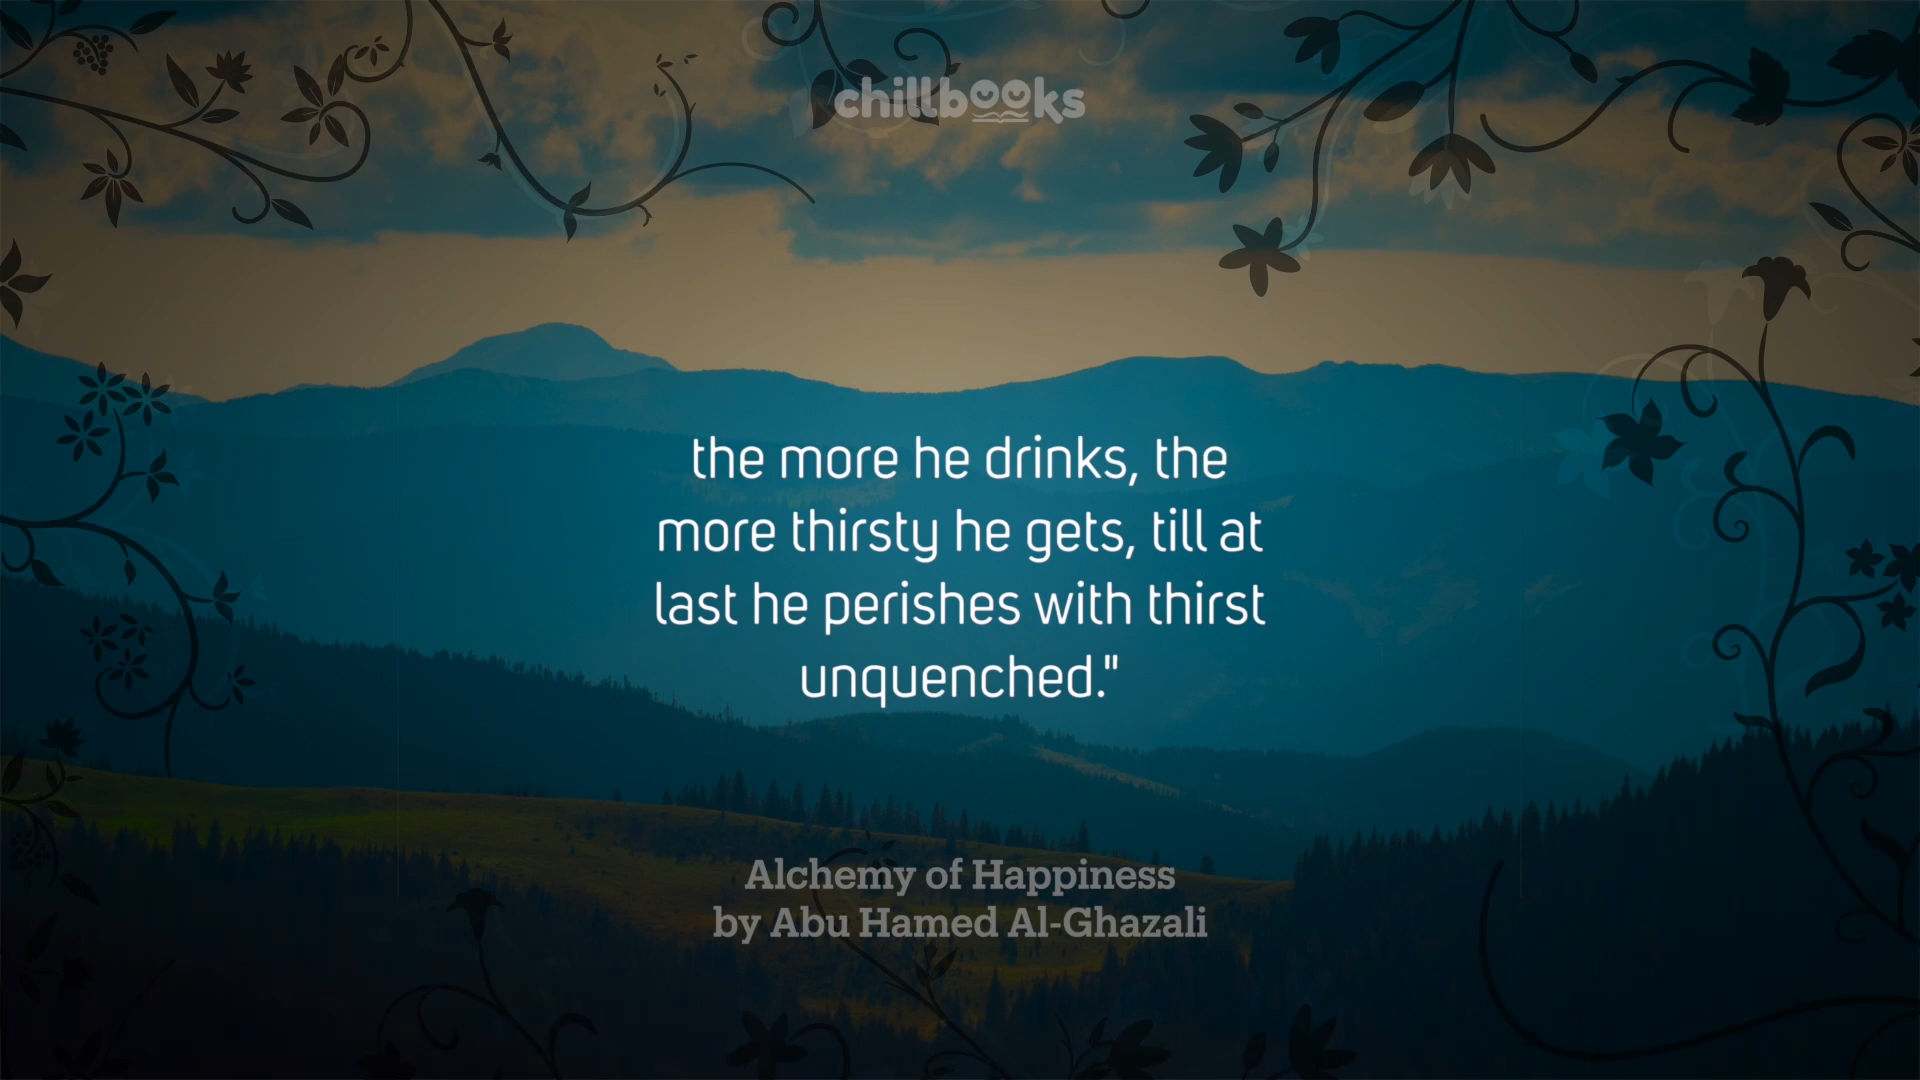 chillbooks
the more he drinks, the
more thirsty he gets, till at
last he perishes with thirst
unquenched."
Alchemy of Happiness
by Abu Hamed Al-Ghazali